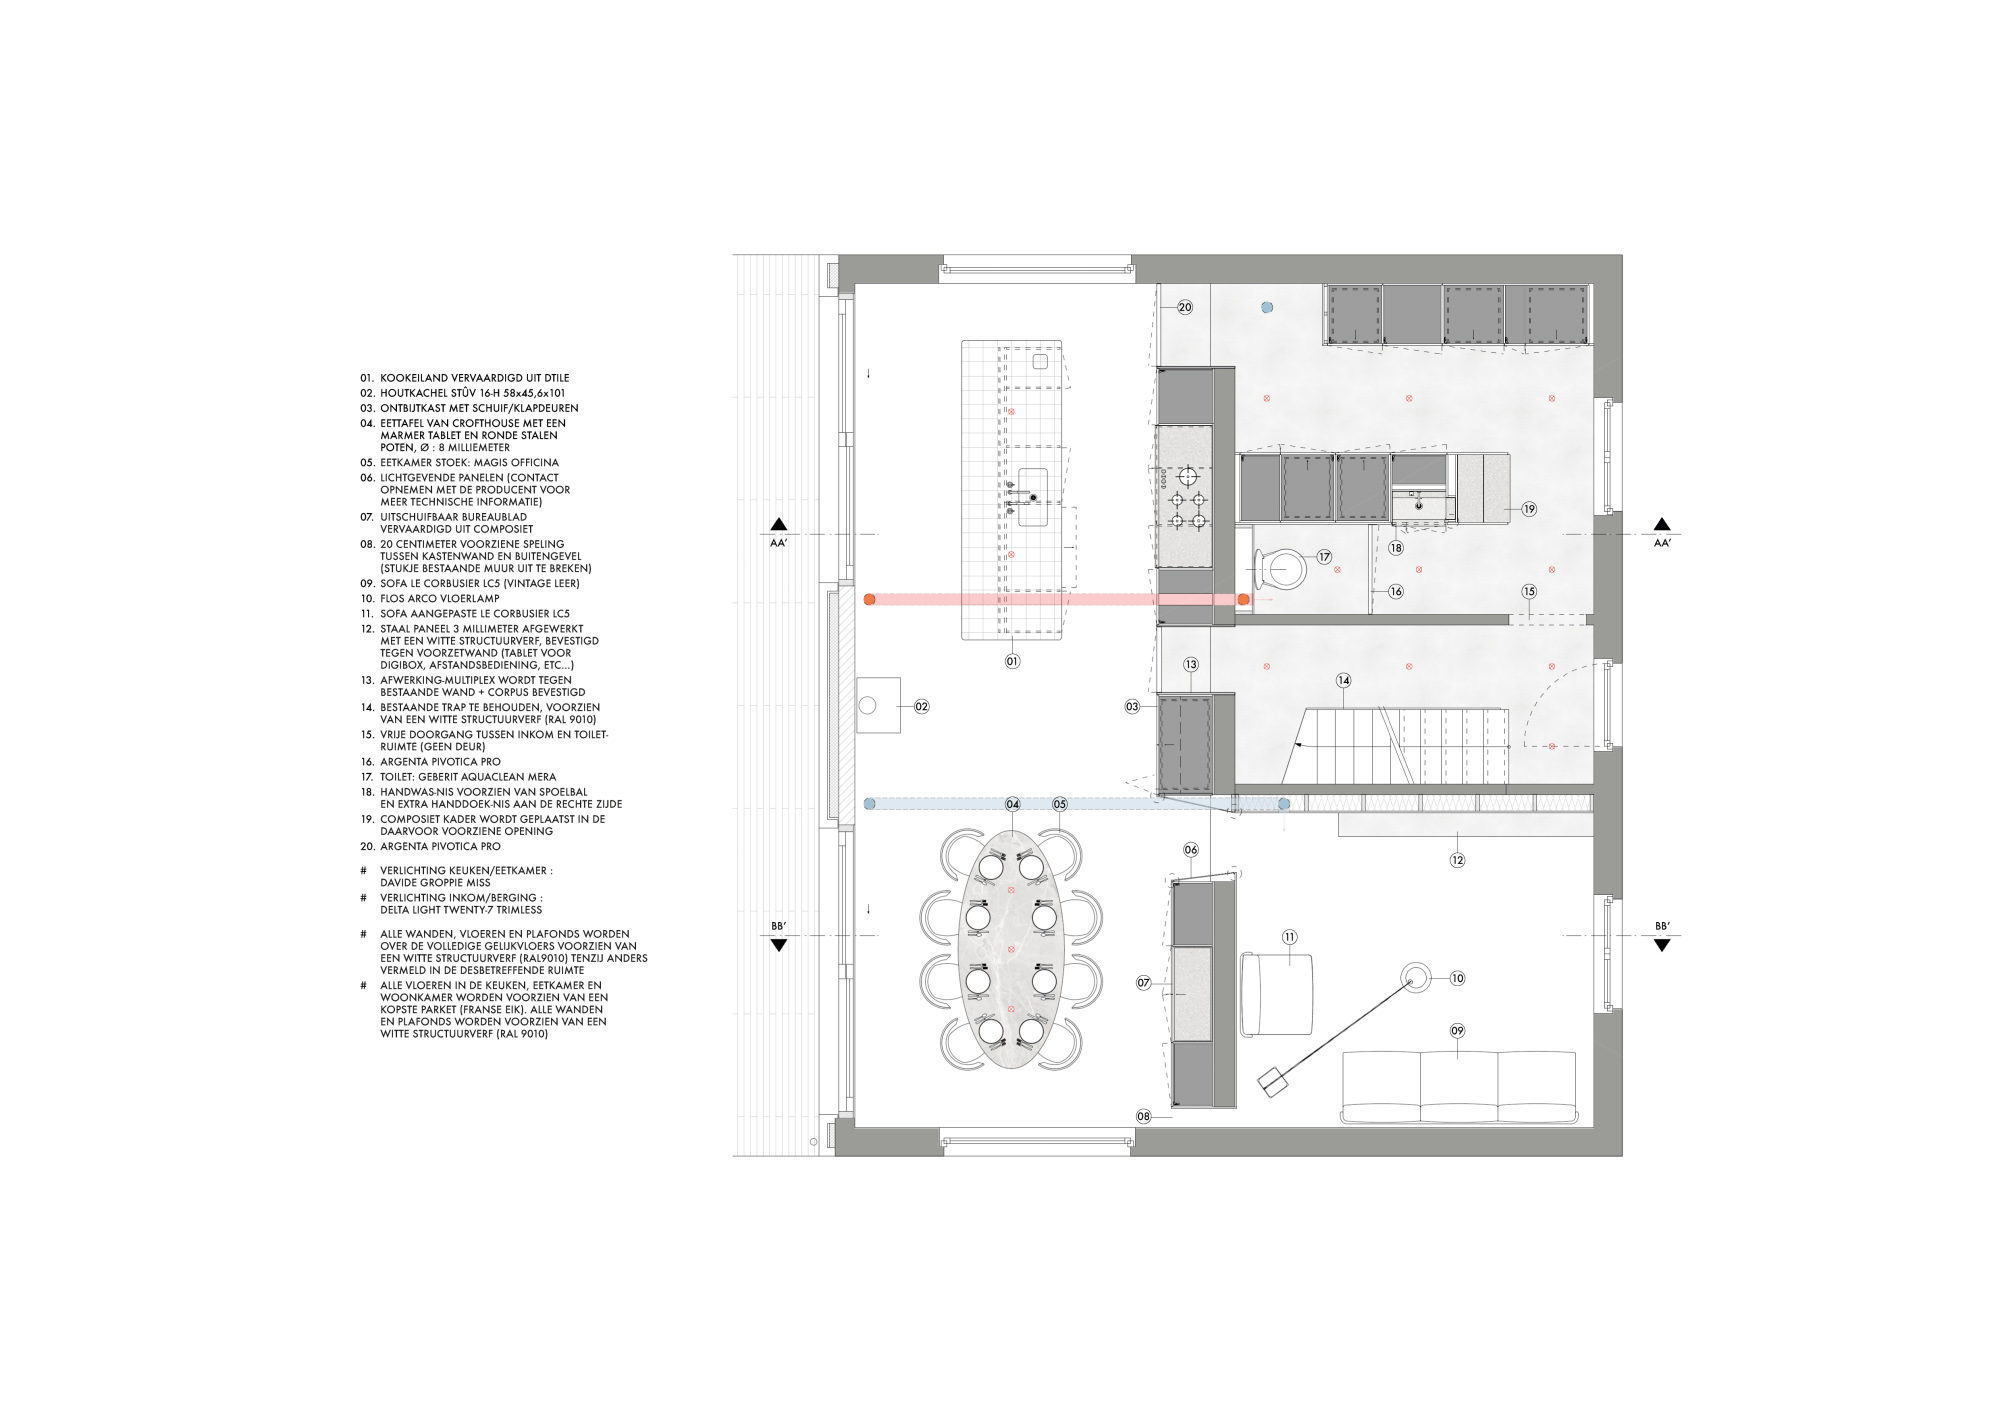 01. KOOKEILAND VERVAARDIGD UIT DTILE
02. HOUTKACHEL STÛV 16-H 58x45,6x101
03. ONTBIJTKAST MET SCHUIF/KLAPDEUREN
04. EETTAFEL VAN CROFTHOUSE MET EEN
MARMER TABLET EN RONDE STALEN
POTEN, Ø : 8 MILLIEMETER
05. EETKAMER STOEK: MAGIS OFFICINA
06. LICHTGEVENDE PANELEN (CONTACT
OPNEMEN MET DE PRODUCENT VOOR
MEER TECHNISCHE INFORMATIE)
07. UITSCHUIFBAAR BUREAUBLAD
VERVAARDIGD UIT COMPOSIET
08. 20 CENTIMETER VOORZIENE SPELING
TUSSEN KASTENWAND EN BUITENGEVEL
(STUKJE BESTAANDE MUUR UIT TE BREKEN)
09. SOFA LE CORBUSIER LC5 (VINTAGE LEER)
10. FLOS ARCO VLOERLAMP
11. SOFA AANGEPASTE LE CORBUSIER LC5
12. STAAL PANEEL 3 MILLIMETER AFGEWERKT
MET EEN WITTE STRUCTUURVERF, BEVESTIGD
TEGEN VOORZETWAND (TABLET VOOR
DIGIBOX, AFSTANDSBEDIENING, ETC...)
13. AFWERKING-MULTIPLEX WORDT TEGEN
BESTAANDE WAND + CORPUS BEVESTIGD
14. BESTAANDE TRAP TE BEHOUDEN, VOORZIEN
VAN EEN WITTE STRUCTUURVERF (RAL 9010)
15. VRIJE DOORGANG TUSSEN INKOM EN TOILET-
RUIMTE (GEEN DEUR)
16. ARGENTA PIVOTICA PRO
17. TOILET: GEBERIT AQUACLEAN MERA
18. HANDWAS-NIS VOORZIEN VAN SPOELBAL
EN EXTRA HANDDOEK-NIS AAN DE RECHTE ZIJDE
19. COMPOSIET KADER WORDT GEPLAATST IN DE
DAARVOOR VOORZIENE OPENING
20. ARGENTA PIVOTICA PRO
# VERLICHTING KEUKEN/EETKAMER :
DAVIDE GROPPIE MISS
# VERLICHTING INKOM/BERGING :
DELTA LIGHT TWENTY-7 TRIMLESS
# ALLE WANDEN, VLOEREN EN PLAFONDS WORDEN
OVER DE VOLLEDIGE GELIJKVLOERS VOORZIEN VAN
EEN WITTE STRUCTUURVERF (RAL9010) TENZIJ ANDERS
VERMELD IN DE DESBETREFFENDE RUIMTE
# ALLE VLOEREN IN DE KEUKEN, EETKAMER EN
WOONKAMER WORDEN VOORZIEN VAN EEN
KOPSTE PARKET (FRANSE EIK). ALLE WANDEN
EN PLAFONDS WORDEN VOORZIEN VAN EEN
WITTE STRUCTUURVERF (RAL 9010)
20
19
AA'
AA'
18
17
16
15
01
13
14
02
03
04
05
06
12
BB'
BB'
11
07
10
09
08